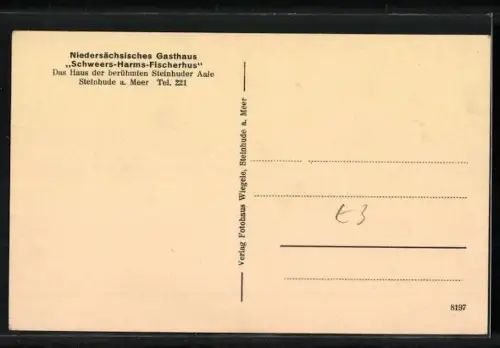 Niedersächsisches Gasthaus
„Schweers-Harms-Fischerhus"
Das Haus der berühmten Steinhuder Aale
Steinhude a. Meer Tel. 221
Verlag Fotohaus Wiegele, Steinhude a. Meer
8197